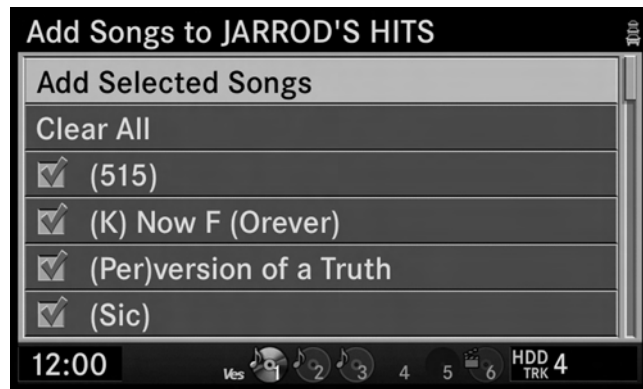 Add Songs to JARROD'S HITS
Add Selected Songs
Clear All
(515)
(K) Now F (Orever)
(Per)version of a Truth
(Sic)
12:00 Ves 1 2 3 4 5 6 HDD TRK 4